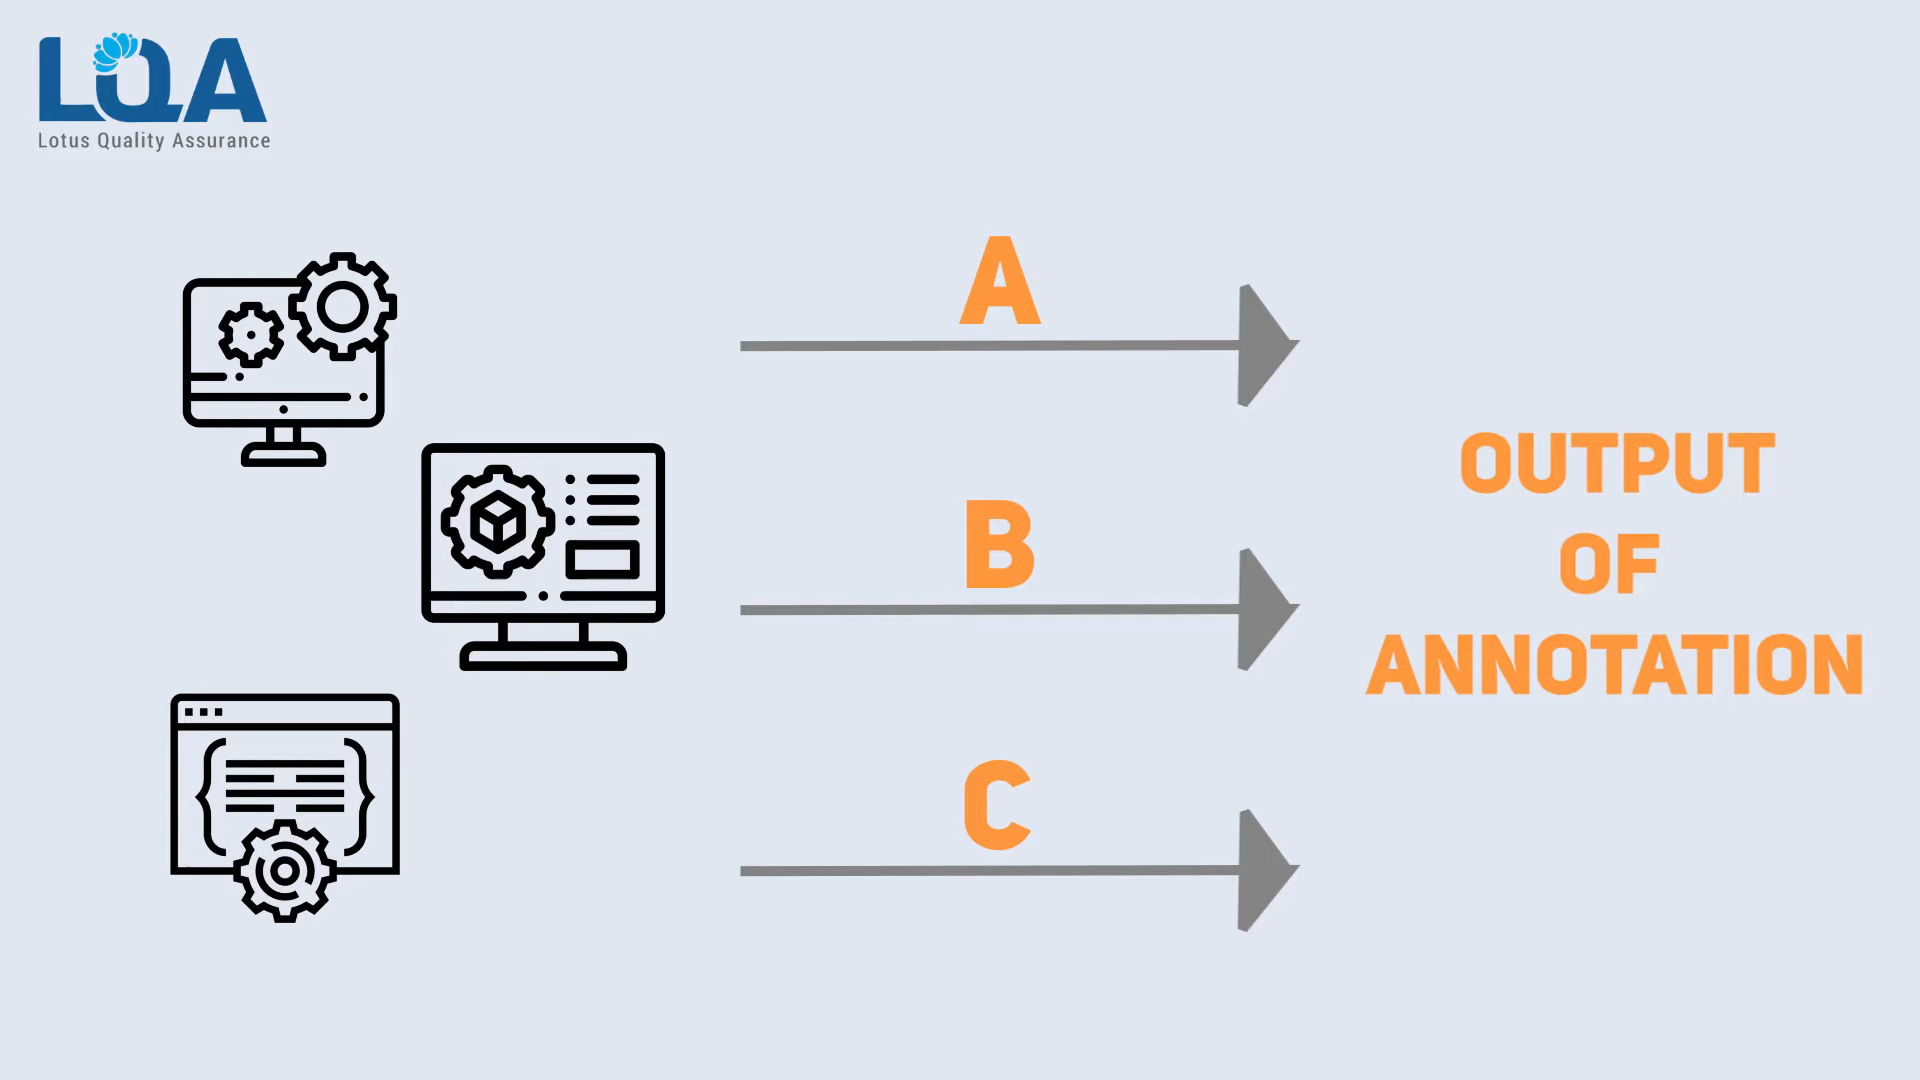 LQA
Lotus Quality Assurance
A
B
C
OUTPUT
OF
ANNOTATION